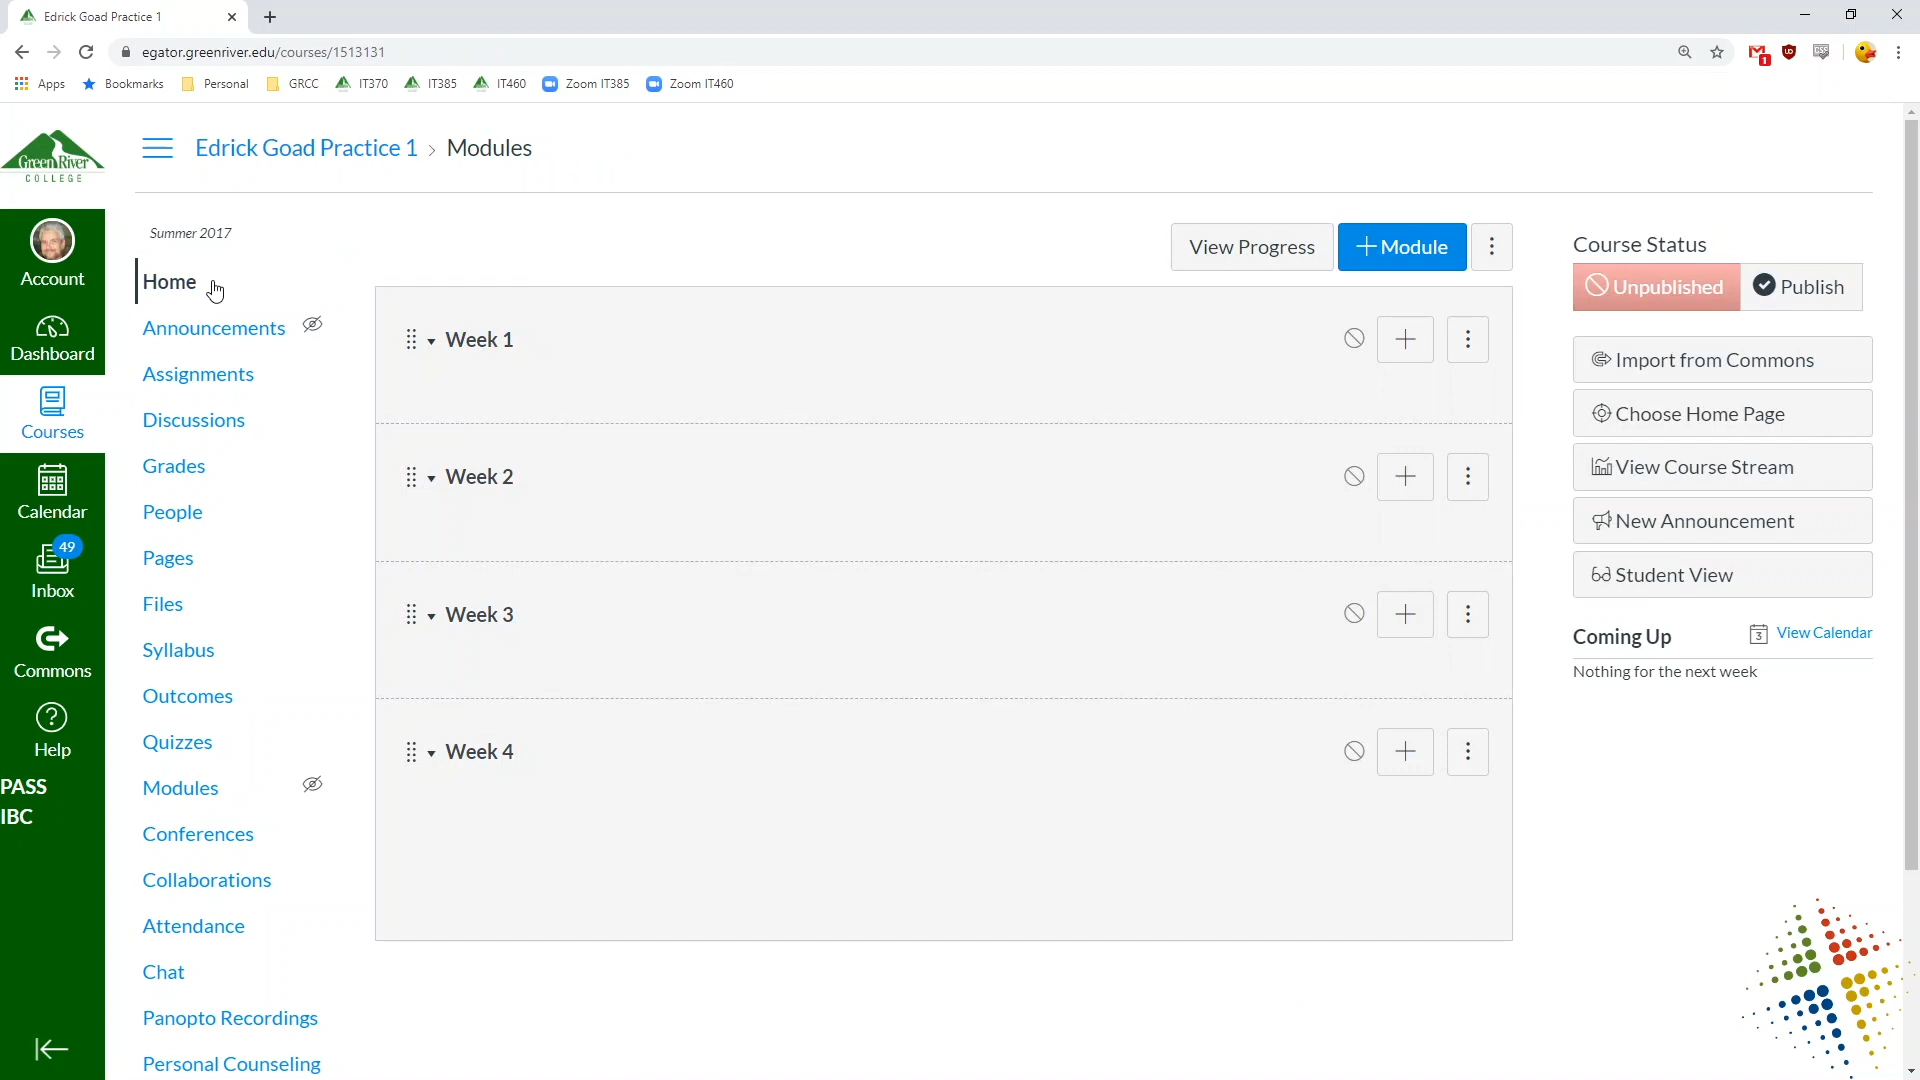 Edrick Goad Practice 1
egator.greenriver.edu/courses/1513131
1
UD
CSS
Apps
Bookmarks
Personal
GRCC
IT370
IT385
IT460
Zoom IT385
Zoom IT460
Green River
COLLEGE
Account
Dashboard
Courses
Calendar
49
Inbox
Commons
Help
PASS
IBC
Edrick Goad Practice 1 › Modules
Summer 2017
Home
Announcements
Assignments
Discussions
Grades
People
Pages
Files
Syllabus
Outcomes
Quizzes
Modules
Conferences
Collaborations
Attendance
Chat
Panopto Recordings
Personal Counseling
View Progress
+ Module
Week 1
Week 2
Week 3
Week 4
Course Status
Unpublished
Publish
Import from Commons
Choose Home Page
View Course Stream
New Announcement
Student View
Coming Up
3 View Calendar
Nothing for the next week